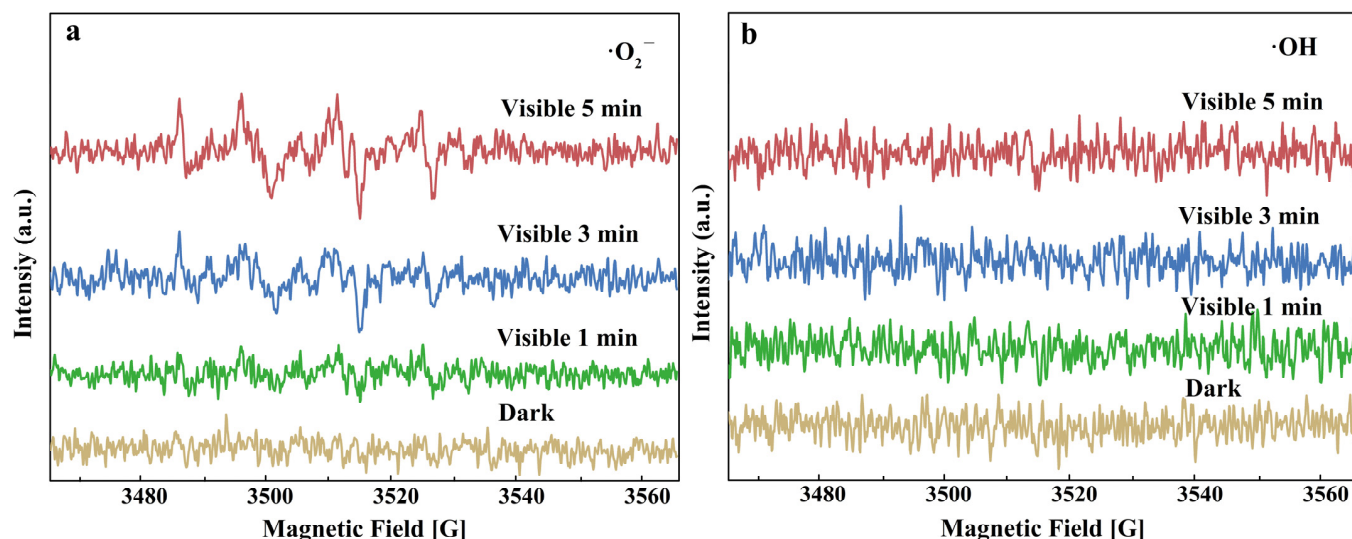 a
·O₂⁻
Visible 5 min
Visible 3 min
Visible 1 min
Dark
Intensiy (a.u.)
3480 3500 3520 3540 3560
Magnetic Field [G]
b
·OH
Visible 5 min
Visible 3 min
Visible 1 min
Dark
Intensity (a.u.)
3480 3500 3520 3540 3560
Magnetic Field [G]